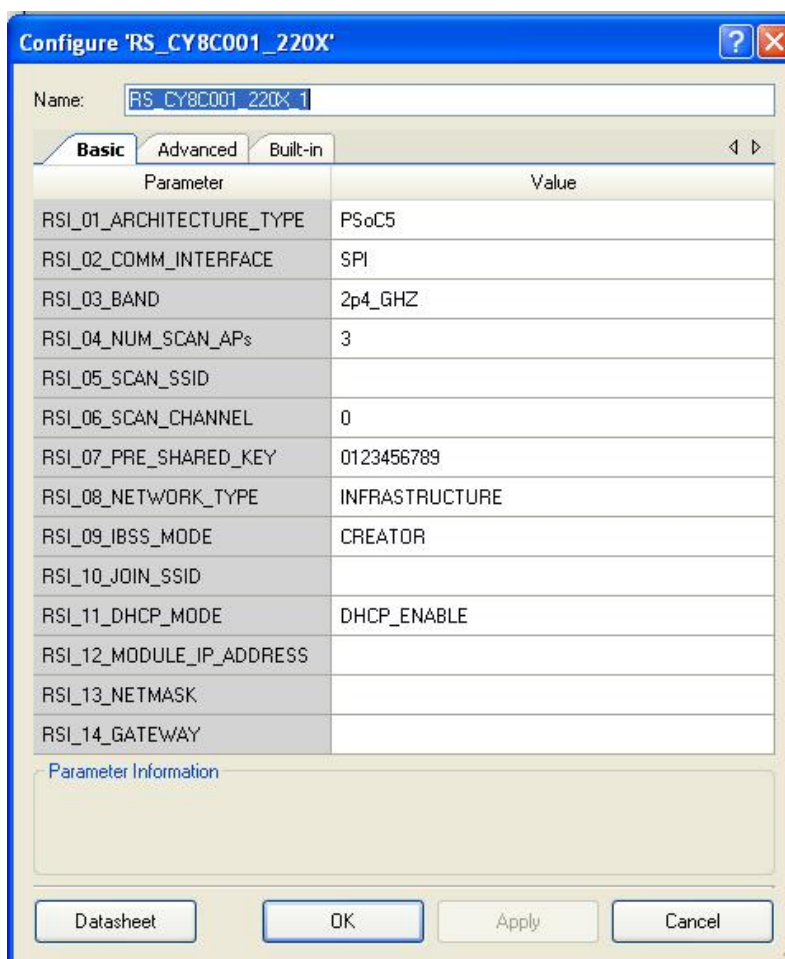 Configure 'RS_CY8C001_220X'
Name: RS_CY8C001_220X_1
Basic Advanced Built-in
Parameter Value
RSI_01_ARCHITECTURE_TYPE PSoC5
RSI_02_COMM_INTERFACE SPI
RSI_03_BAND 2p4_GHZ
RSI_04_NUM_SCAN_APs 3
RSI_05_SCAN_SSID
RSI_06_SCAN_CHANNEL 0
RSI_07_PRE_SHARED_KEY 0123456789
RSI_08_NETWORK_TYPE INFRASTRUCTURE
RSI_09_IBSS_MODE CREATOR
RSI_10_JOIN_SSID
RSI_11_DHCP_MODE DHCP_ENABLE
RSI_12_MODULE_IP_ADDRESS
RSI_13_NETMASK
RSI_14_GATEWAY
Parameter Information
Datasheet OK Apply Cancel